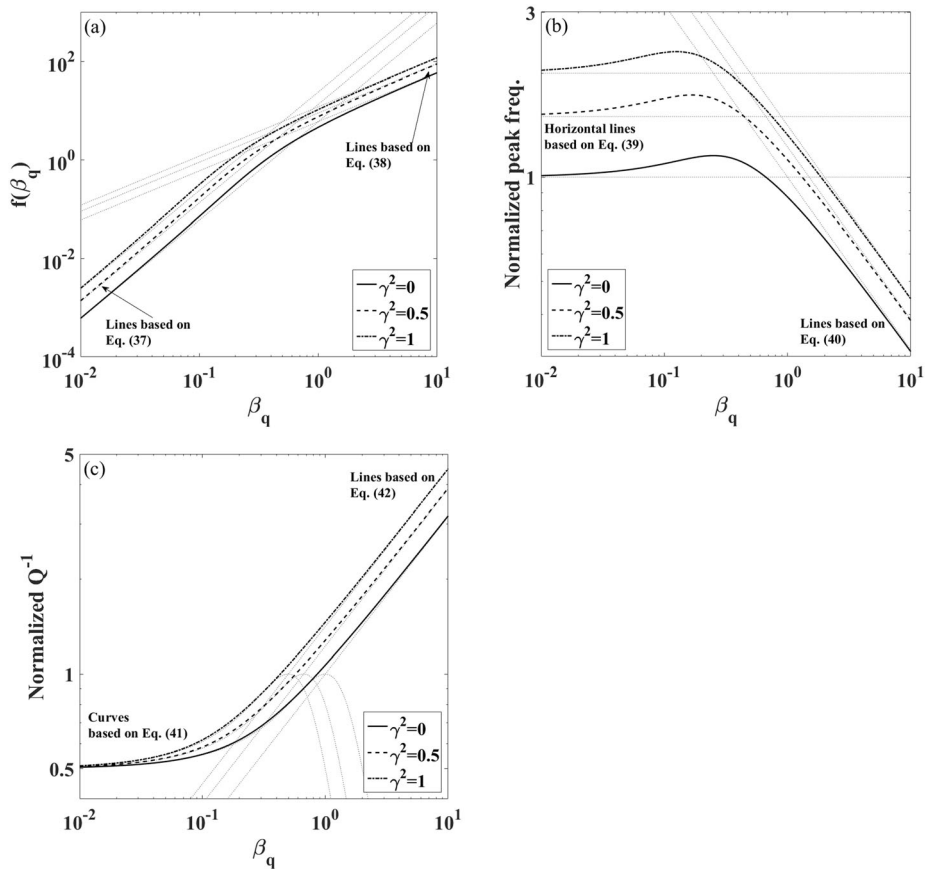 (a)
10^2
10^0
10^-2
10^-4
f(β_q)
Lines based on
Eq. (38)
Lines based on
Eq. (37)
γ^2=0
γ^2=0.5
γ^2=1
10^-2
10^-1
10^0
10^1
β_q
(b)
3
1
Normalized peak freq.
Horizontal lines
based on Eq. (39)
Lines based on
Eq. (40)
γ^2=0
γ^2=0.5
γ^2=1
10^-2
10^-1
10^0
10^1
β_q
(c)
5
1
0.5
Normalized Q^-1
Lines based on
Eq. (42)
Curves
based on Eq. (41)
γ^2=0
γ^2=0.5
γ^2=1
10^-2
10^-1
10^0
10^1
β_q